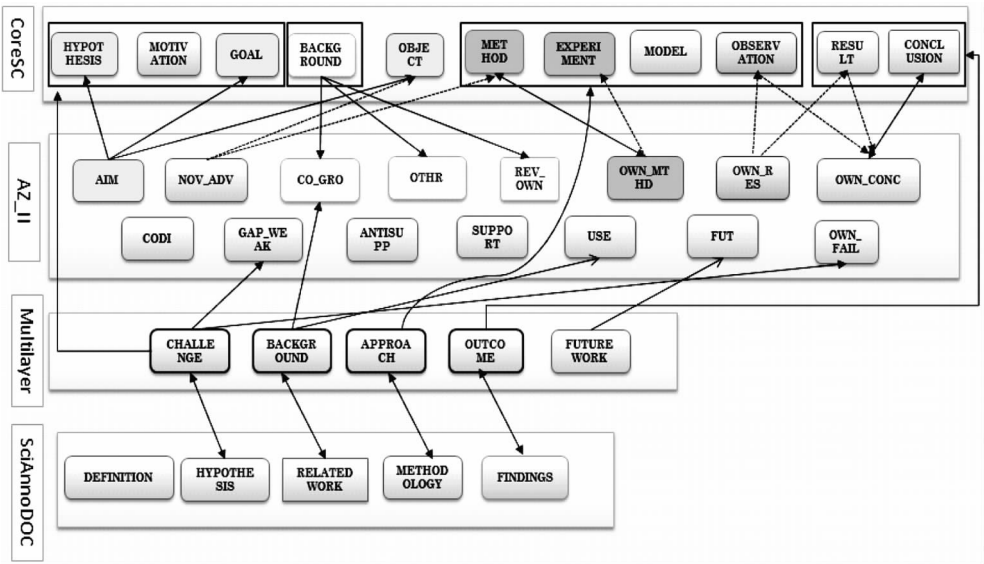 CoreSC
HYPOT
HESIS
MOTIV
ATION
GOAL
BACKG
ROUND
OBJE
CT
MET
HOD
EXPERI
MENT
MODEL
OBSERV
ATION
RESU
LT
CONCL
USION
AZ_II
AIM
NOV_ADV
CO_GRO
OTHR
REV_
OWN
OWN_MT
HD
OWN_R
ES
OWN_CONC
CODI
GAP_WE
AK
ANTISU
PP
SUPPO
RT
USE
FUT
OWN_
FAIL
Multilayer
CHALLE
NGE
BACKGR
OUND
APPROA
CH
OUTCO
ME
FUTURE
WORK
SciAnnoDOC
DEFINITION
HYPOTHE
SIS
RELATED
WORK
METHOD
OLOGY
FINDINGS